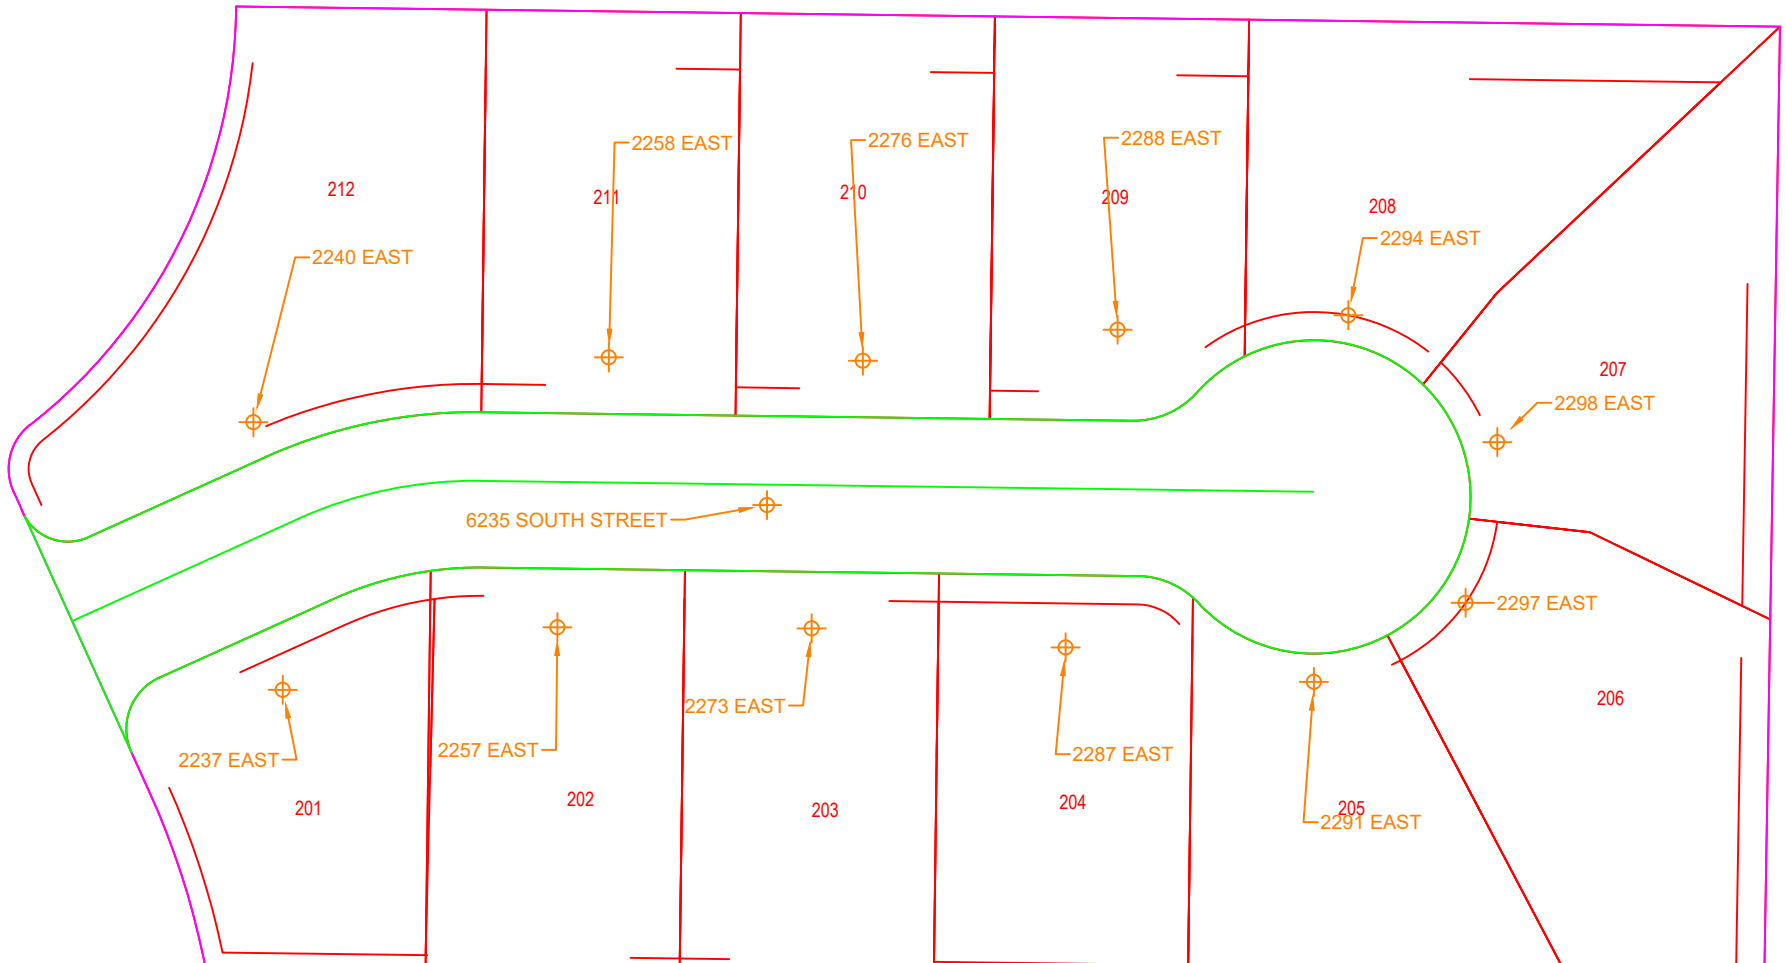 2258 EAST
2276 EAST
2288 EAST
212
211
210
209
208
2240 EAST
2294 EAST
207
2298 EAST
6235 SOUTH STREET
2297 EAST
2273 EAST
206
2257 EAST
2287 EAST
2237 EAST
201
202
203
204
205
2291 EAST